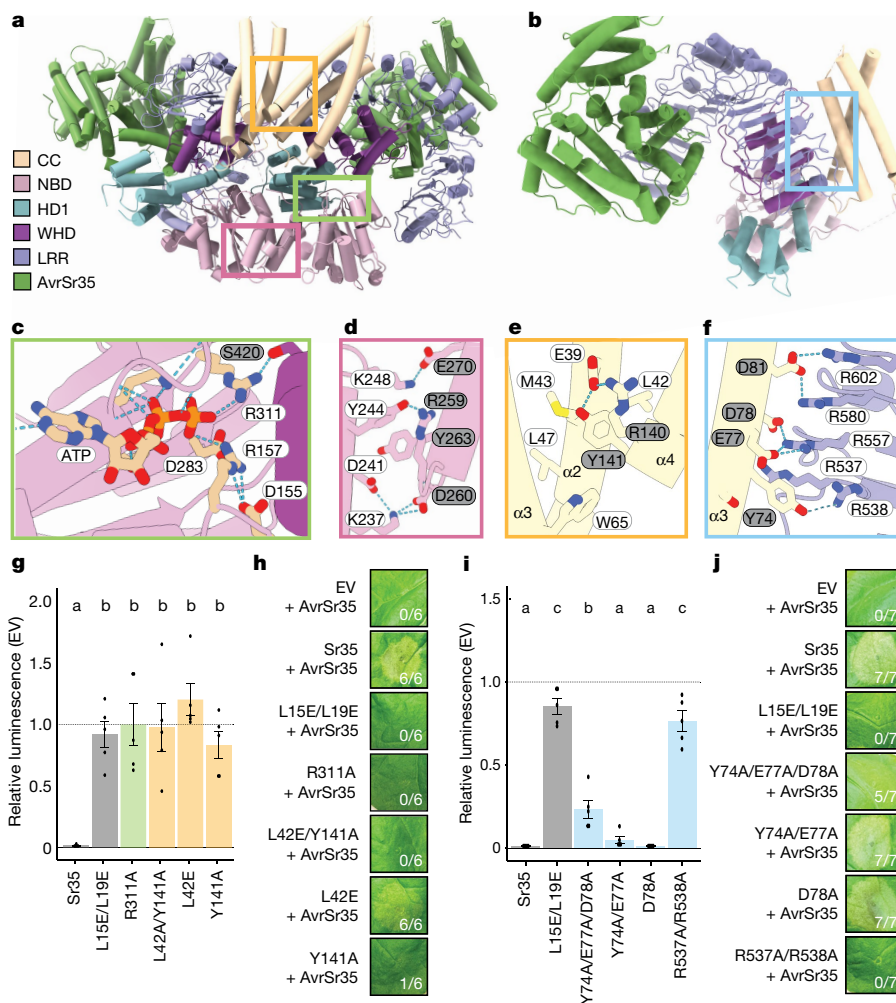 a
b
CC
NBD
HD1
WHD
LRR
AvrSr35
c
d
e
f
S420
R311
ATP
D283
R157
D155
K248
E270
R259
Y244
Y263
D241
D260
K237
E39
M43
L42
L47
R140
α2
Y141
α4
α3
W65
D81
R602
R580
D78
E77
R557
R537
α3
Y74
R538
g
Relative luminescence (EV)
2.0
1.5
1.0
0.5
0
a b b b b b
Sr35
L15E/L19E
R311A
L42A/Y141A
L42E
Y141A
h
EV
+ AvrSr35
0/6
Sr35
+ AvrSr35
6/6
L15E/L19E
+ AvrSr35
0/6
R311A
+ AvrSr35
0/6
L42E/Y141A
+ AvrSr35
0/6
L42E
+ AvrSr35
6/6
Y141A
+ AvrSr35
1/6
i
Relative luminescence (EV)
1.5
1.0
0.5
0
a c b a a c
Sr35
L15E/L19E
Y74A/E77A/D78A
Y74A/E77A
D78A
R537A/R538A
j
EV
+ AvrSr35
0/7
Sr35
+ AvrSr35
7/7
L15E/L19E
+ AvrSr35
0/7
Y74A/E77A/D78A
+ AvrSr35
5/7
Y74A/E77A
+ AvrSr35
7/7
D78A
+ AvrSr35
7/7
R537A/R538A
+ AvrSr35
0/7